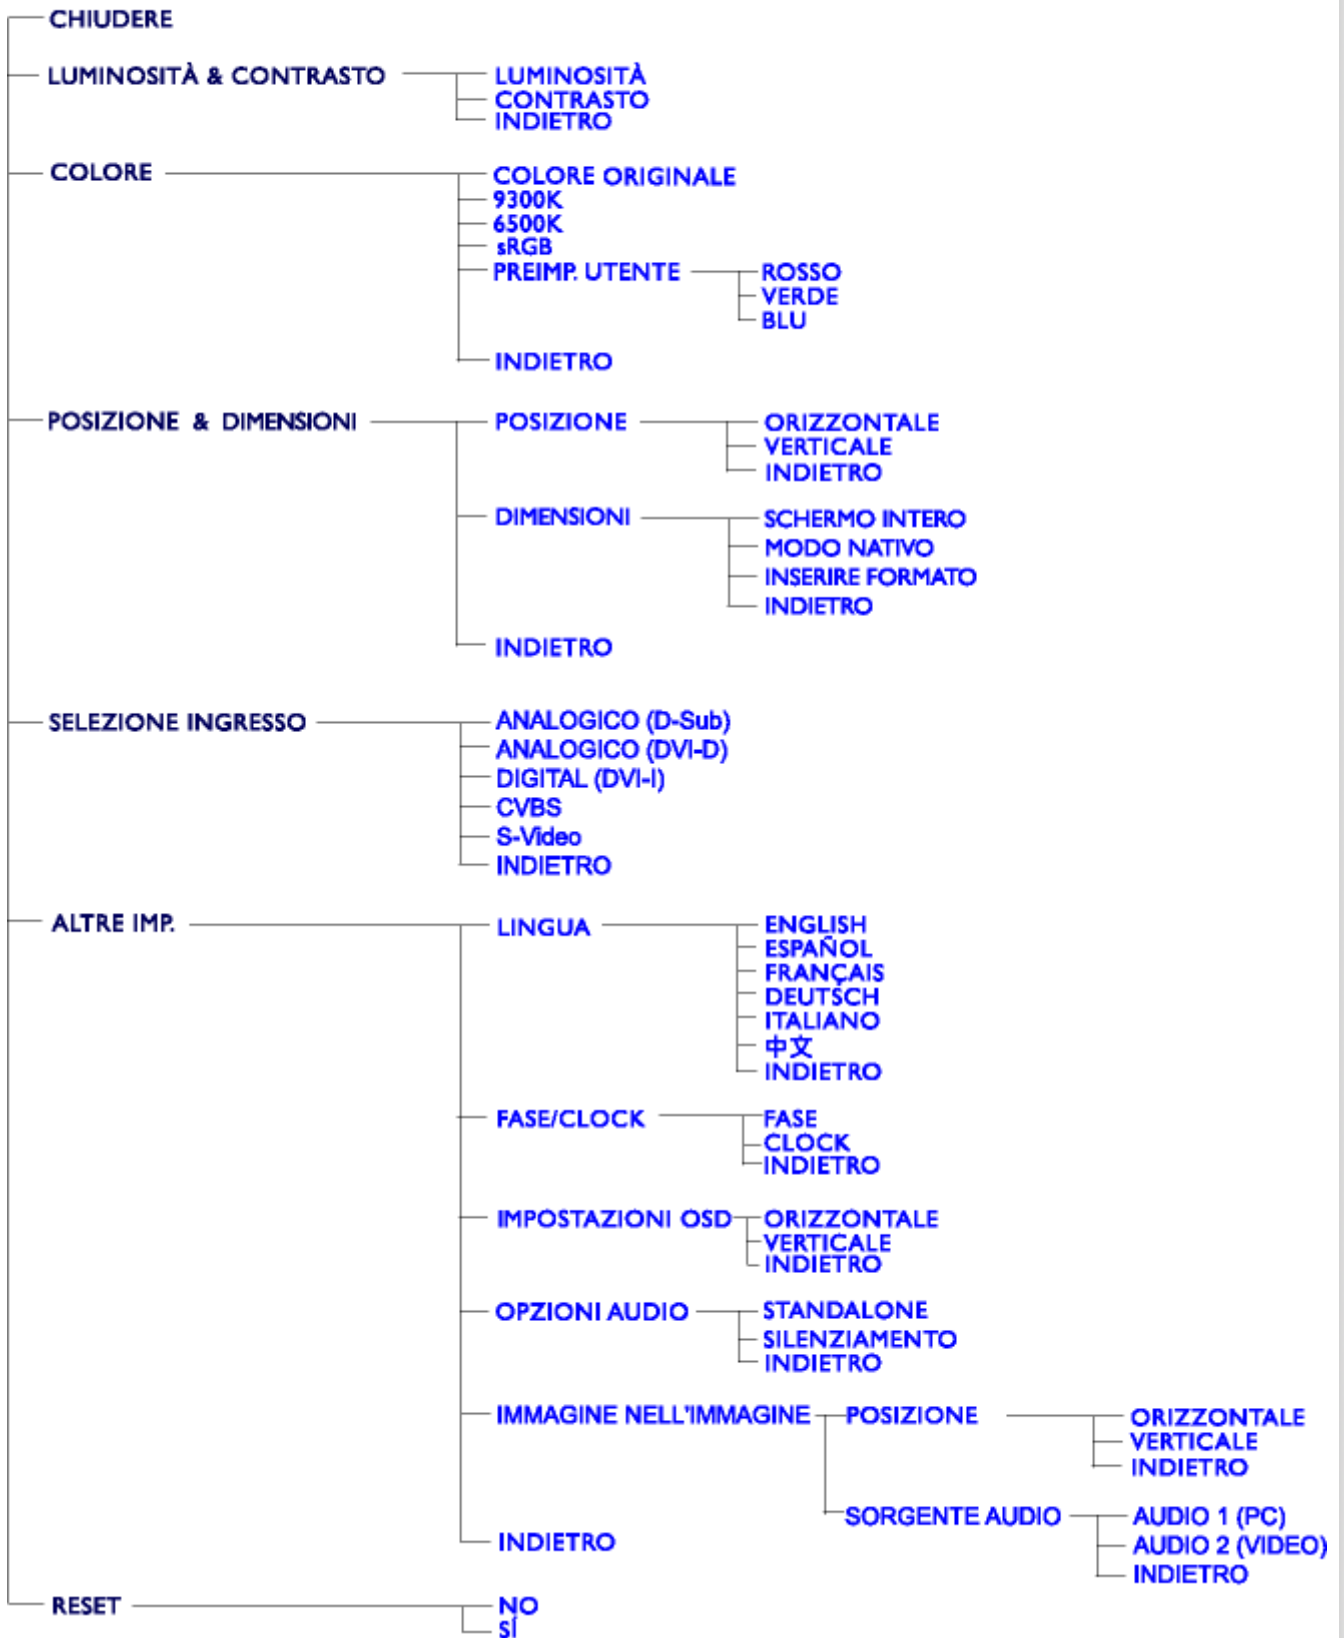 CHIUDERE
LUMINOSITÀ & CONTRASTO
LUMINOSITÀ
CONTRASTO
INDIETRO
COLORE
COLORE ORIGINALE
9300K
6500K
sRGB
PREIMP. UTENTE
ROSSO
VERDE
BLU
INDIETRO
POSIZIONE & DIMENSIONI
POSIZIONE
ORIZZONTALE
VERTICALE
INDIETRO
DIMENSIONI
SCHERMO INTERO
MODO NATIVO
INSERIRE FORMATO
INDIETRO
INDIETRO
SELEZIONE INGRESSO
ANALOGICO (D-Sub)
ANALOGICO (DVI-D)
DIGITAL (DVI-I)
CVBS
S-Video
INDIETRO
ALTRE IMP.
LINGUA
ENGLISH
ESPAÑOL
FRANÇAIS
DEUTSCH
ITALIANO
中文
INDIETRO
FASE/CLOCK
FASE
CLOCK
INDIETRO
IMPOSTAZIONI OSD
ORIZZONTALE
VERTICALE
INDIETRO
OPZIONI AUDIO
STANDALONE
SILENZIAMENTO
INDIETRO
IMMAGINE NELL'IMMAGINE
POSIZIONE
ORIZZONTALE
VERTICALE
INDIETRO
SORGENTE AUDIO
AUDIO 1 (PC)
AUDIO 2 (VIDEO)
INDIETRO
INDIETRO
RESET
NO
SÍ